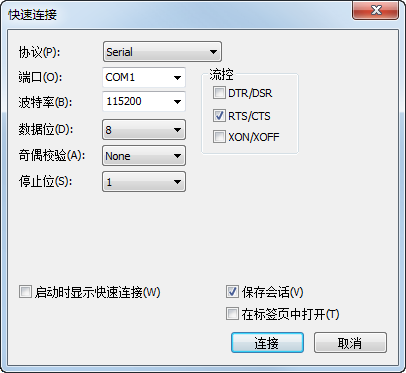 快速连接
协议(P): Serial
端口(O): COM1
流控
波特率(B): 115200
DTR/DSR
RTS/CTS
数据位(D): 8
XON/XOFF
奇偶校验(A): None
停止位(S): 1
启动时显示快速连接(W)
保存会话(V)
在标签页中打开(T)
连接
取消